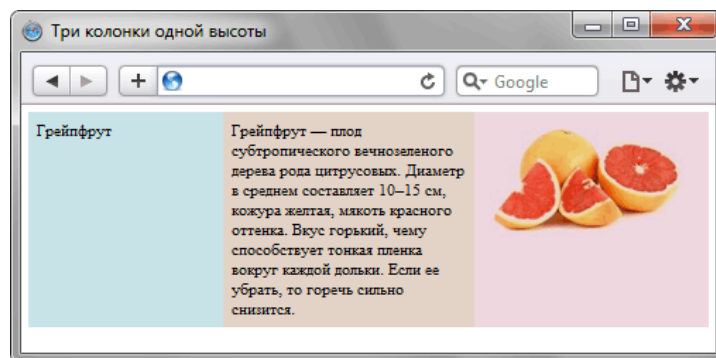 Три колонки одной высоты
Google
Грейпфрут
Грейпфрут — плод
субтропического вечнозеленого
дерева рода цитрусовых. Диаметр
в среднем составляет 10–15 см,
кожура желтая, мякоть красного
оттенка. Вкус горький, чему
способствует тонкая пленка
вокруг каждой дольки. Если ее
убрать, то горечь сильно
снизится.